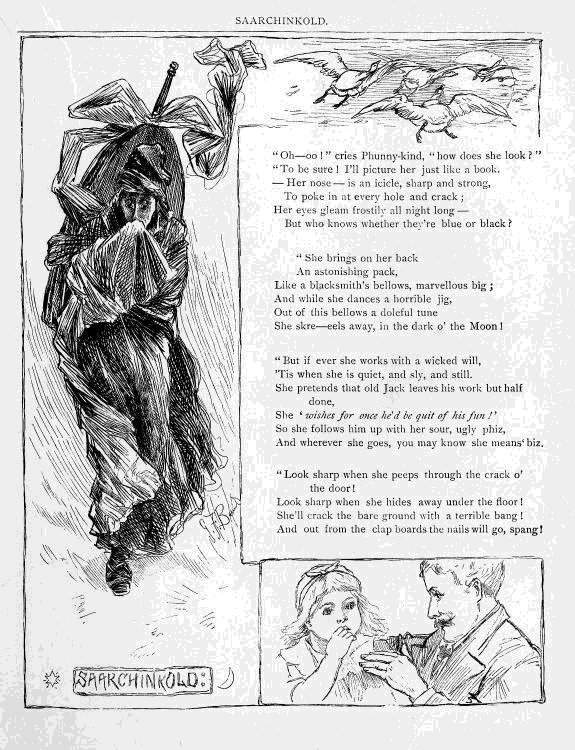 SAARCHINKOLD.
"Oh—oo!" cries Phunny-kind, "how does she look?"
"To be sure! I'll picture her just like a book.
— Her nose — is an icicle, sharp and strong,
To poke in at every hole and crack;
Her eyes gleam frostily all night long—
But who knows whether they're blue or black?
"She brings on her back
An astonishing pack,
Like a blacksmith's bellows, marvellous big;
And while she dances a horrible jig,
Out of this bellows a doleful tune
She skre—eels away, in the dark o' the Moon!
"But if ever she works with a wicked will,
'Tis when she is quiet, and sly, and still.
She pretends that old Jack leaves his work but half
done,
She 'wishes for once he'd be quit of his fun!'
So she follows him up with her sour, ugly phiz,
And wherever she goes, you may know she means 'biz.
"Look sharp when she peeps through the crack o'
the door!
Look sharp when she hides away under the floor!
She'll crack the bare ground with a terrible bang!
And out from the clap boards the nails will go, spang!
SAARCHINKOLD: